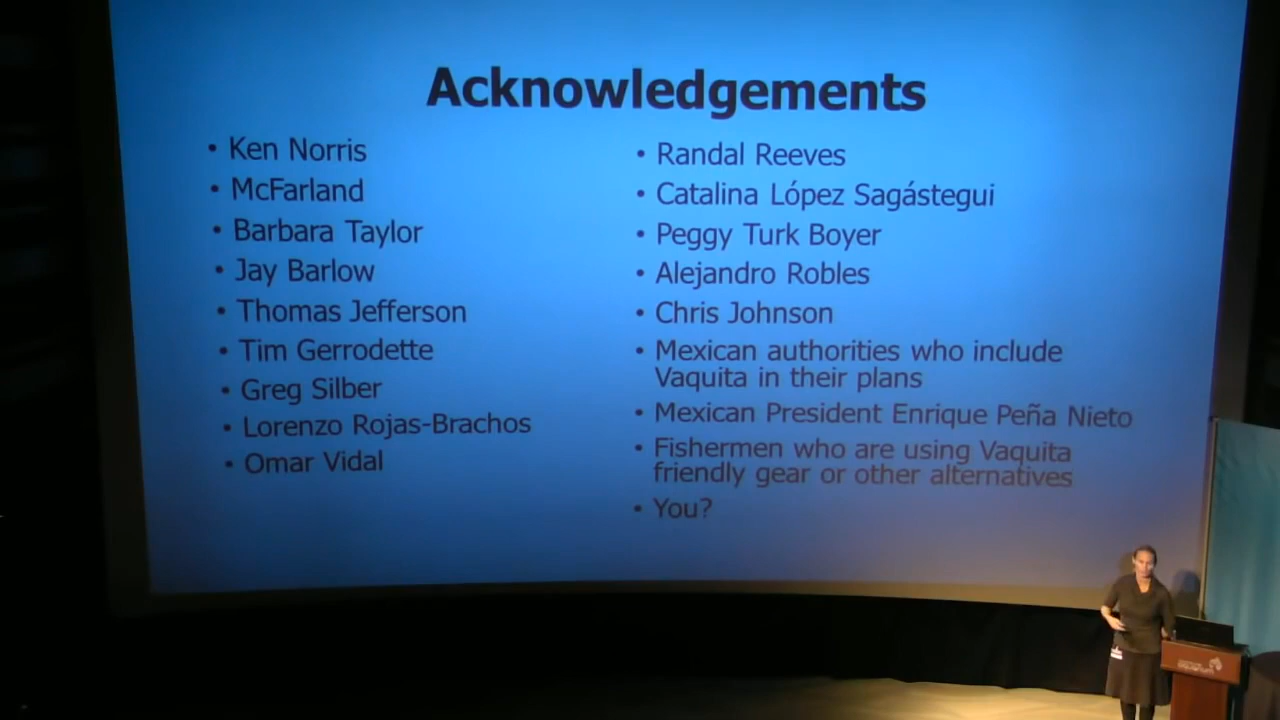 Acknowledgements
• Ken Norris
• McFarland
• Barbara Taylor
• Jay Barlow
• Thomas Jefferson
• Tim Gerrodette
• Greg Silber
• Lorenzo Rojas-Brachos
• Omar Vidal
• Randal Reeves
• Catalina López Sagástegui
• Peggy Turk Boyer
• Alejandro Robles
• Chris Johnson
• Mexican authorities who include
Vaquita in their plans
• Mexican President Enrique Peña Nieto
• Fishermen who are using Vaquita
friendly gear or other alternatives
• You?